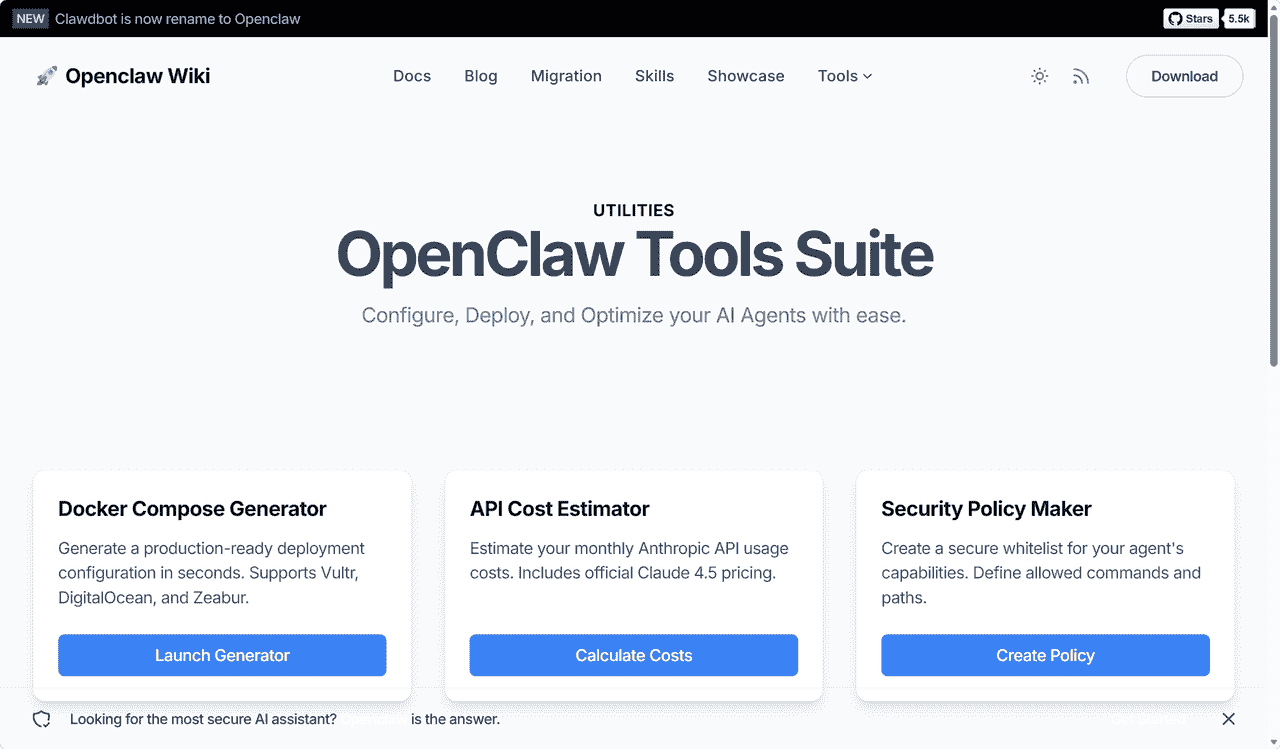 NEW Clawdbot is now rename to Openclaw
Stars 5.5k
Openclaw Wiki
Docs Blog Migration Skills Showcase Tools
Download
UTILITIES
OpenClaw Tools Suite
Configure, Deploy, and Optimize your AI Agents with ease.
Docker Compose Generator
Generate a production-ready deployment
configuration in seconds. Supports Vultr,
DigitalOcean, and Zeabur.
Launch Generator
API Cost Estimator
Estimate your monthly Anthropic API usage
costs. Includes official Claude 4.5 pricing.
Calculate Costs
Security Policy Maker
Create a secure whitelist for your agent's
capabilities. Define allowed commands and
paths.
Create Policy
Looking for the most secure AI assistant? is the answer.